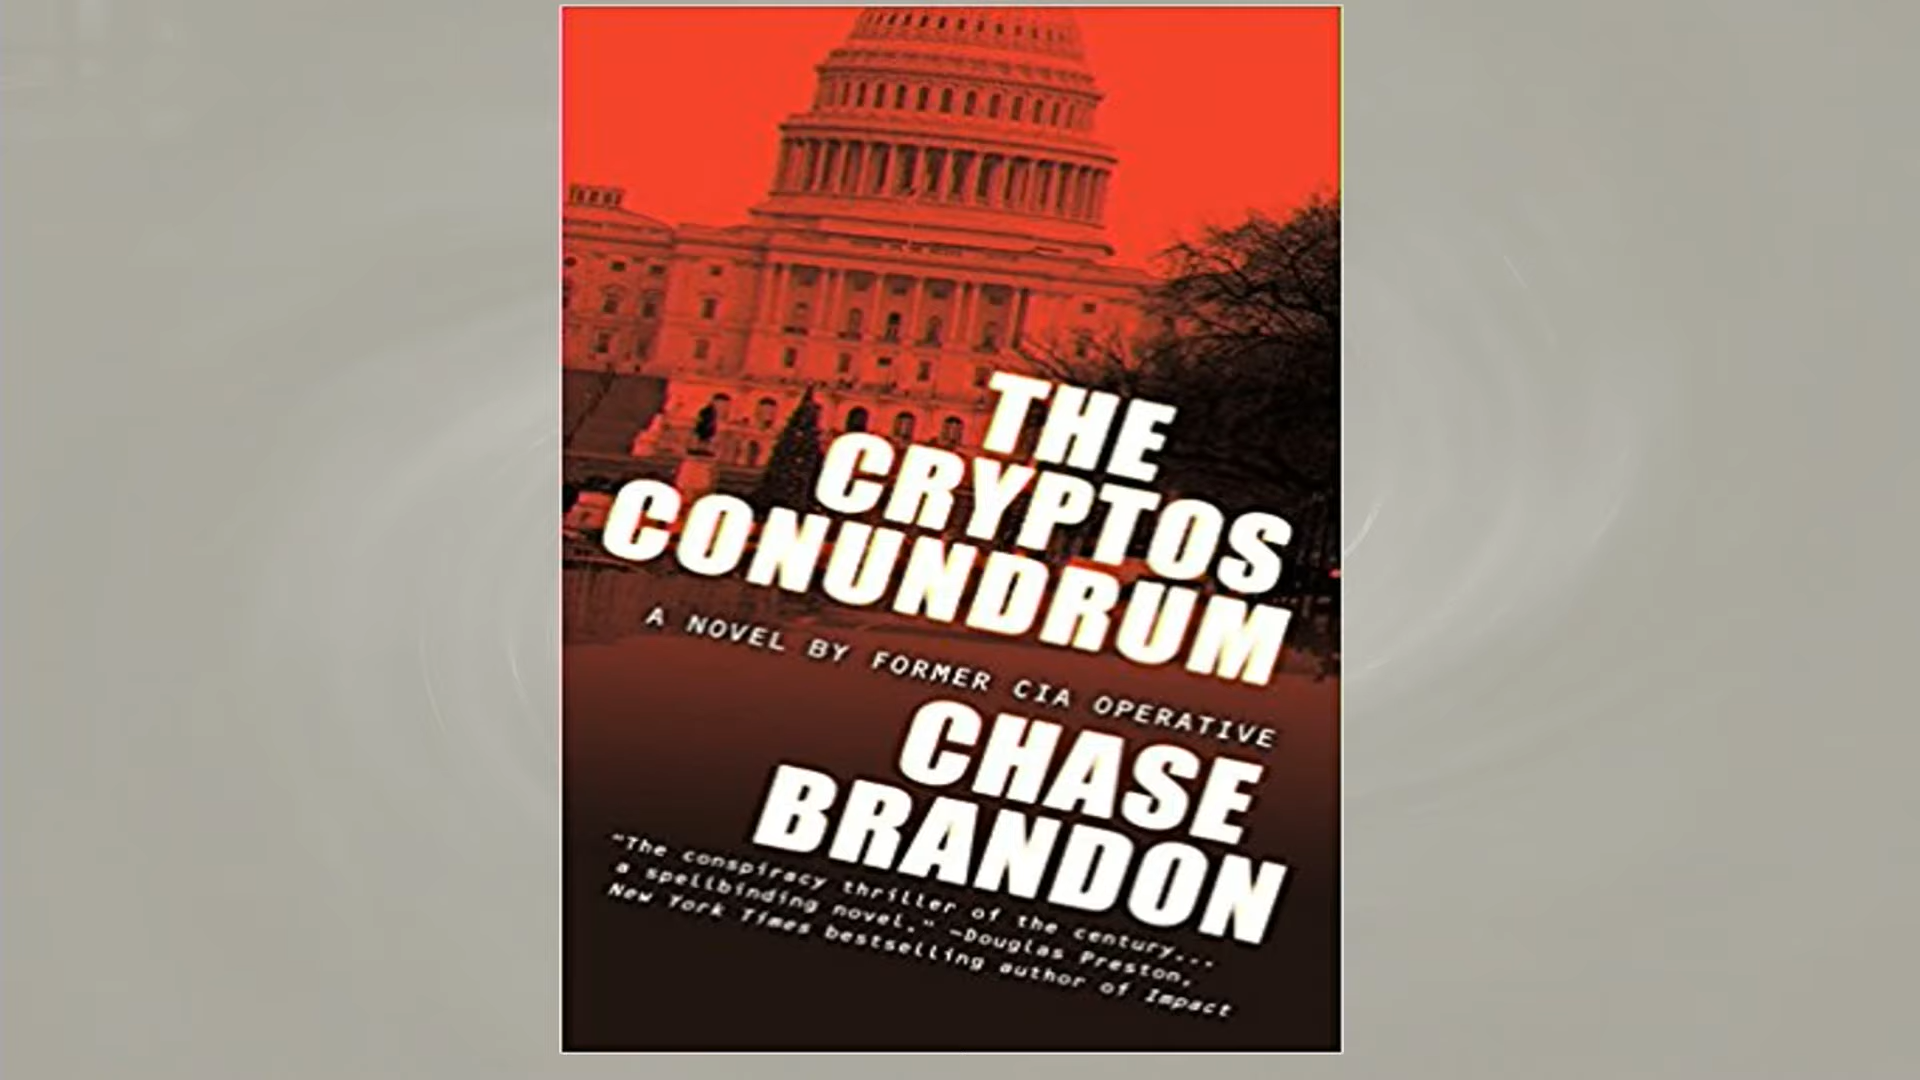 THE
CRYPTOS
CONUNDRUM
A NOVEL BY FORMER CIA OPERATIVE
CHASE
BRANDON
"The conspiracy thriller of the century...
a spellbinding novel." —Douglas Preston,
New York Times bestselling author of Impact